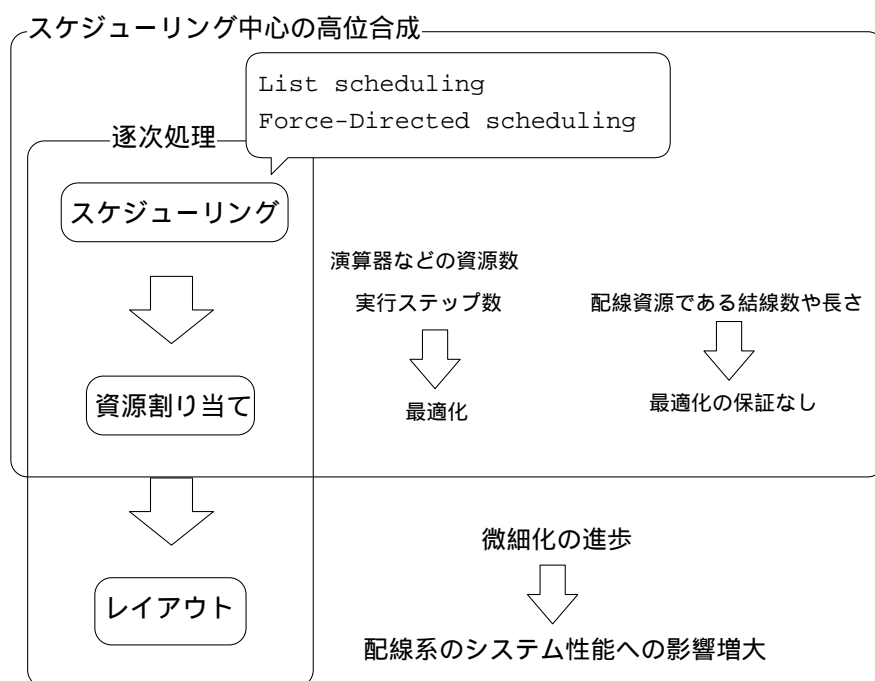 スケジューリング中心の高位合成
List scheduling
Force-Directed scheduling
逐次処理
スケジューリング
演算器などの資源数
実行ステップ数
配線資源である結線数や長さ
資源割り当て
最適化
最適化の保証なし
微細化の進歩
レイアウト
配線系のシステム性能への影響増大